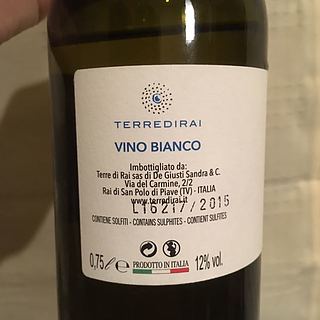 TERREDIRAI
VINO BIANCO
Imbottigliato da:
Terre di Rai sas di De Giusti Sandra & C.
Via del Carmine, 2/2
Rai di San Polo di Piave (TV) - ITALIA
www.terredirai.it
L16217/2015
CONTIENE SOLFITI - CONTAINS SULPHITES - CONTIENT SULFITES
0,75 l e 12% vol.
PRODOTTO IN ITALIA